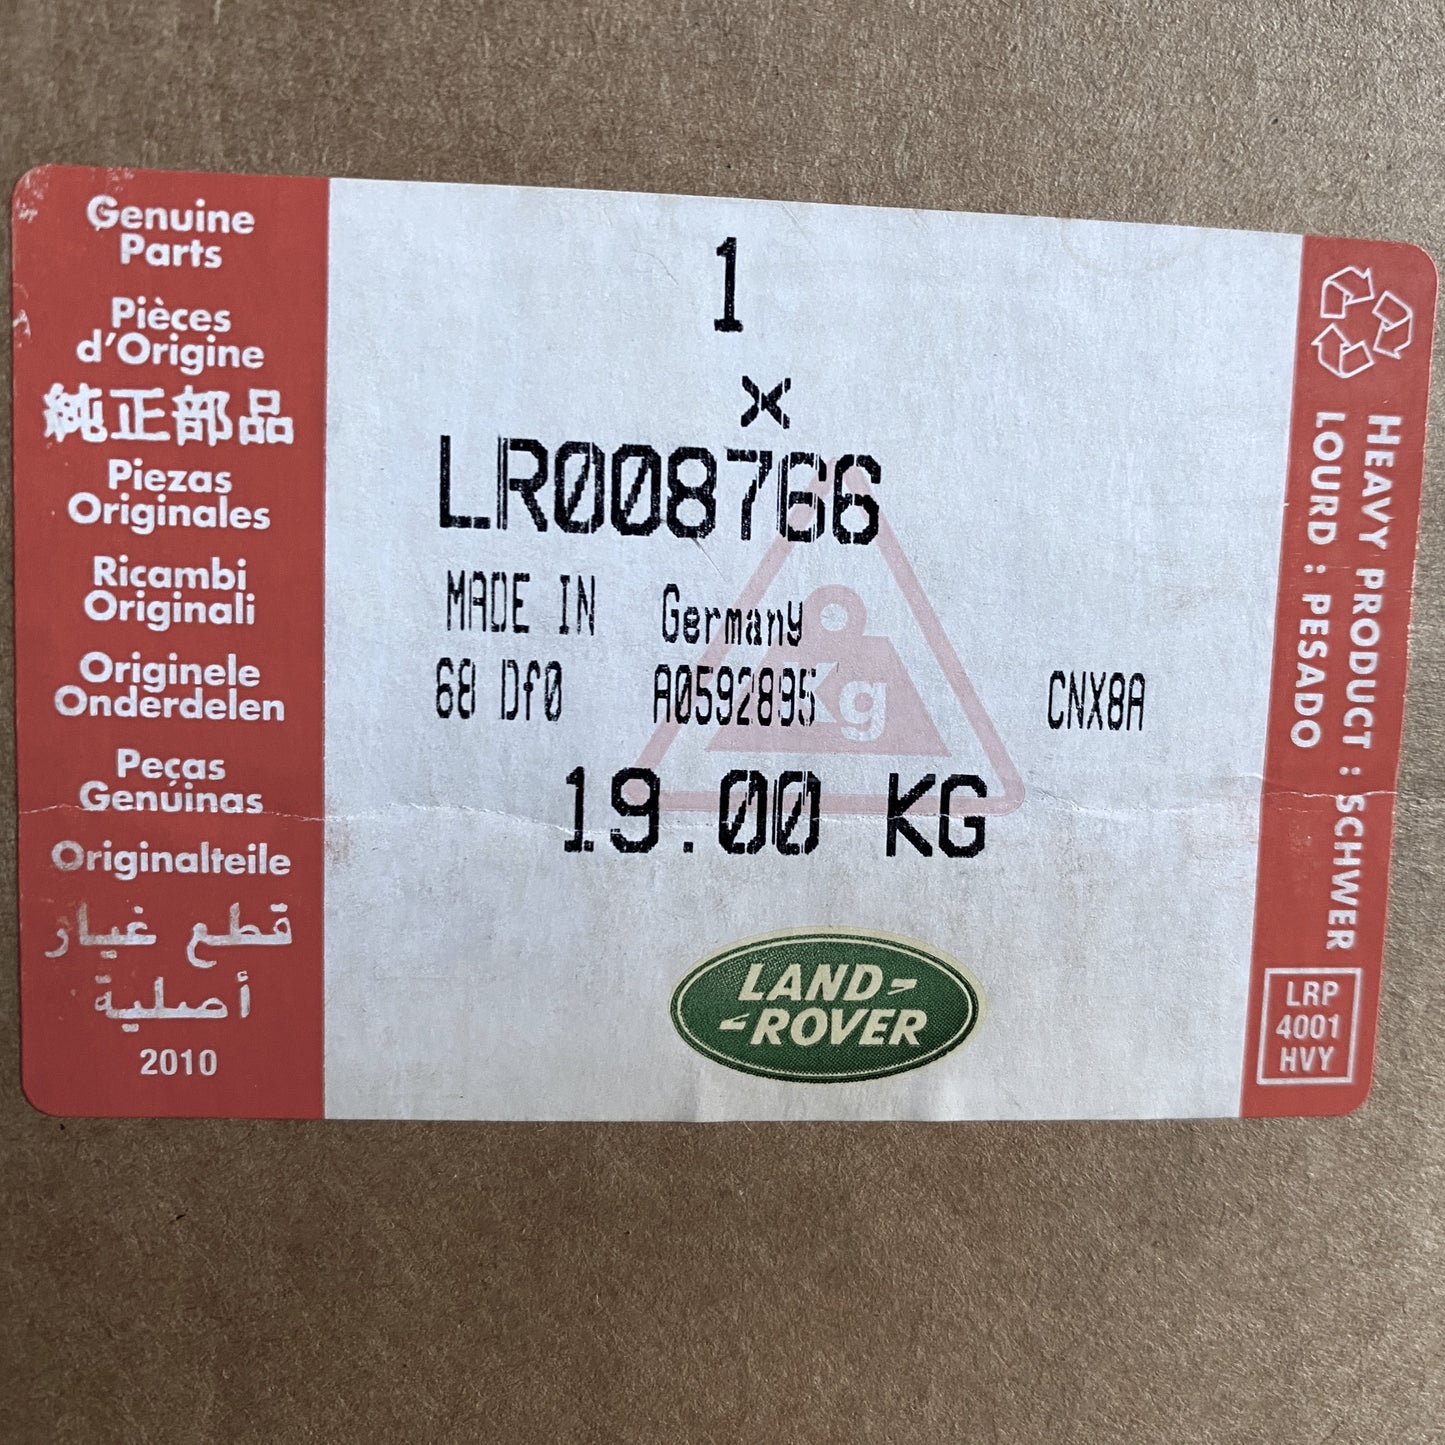 Genuine
Parts
Pièces
d'Origine
純正部品
Piezas
Originales
Ricambi
Originali
Originele
Onderdelen
Peças
Genuinas
Originalteile
قطع غيار
أصلية
2010
1
x
LR008766
MADE IN Germany
68 Df0 A0592895 CNX8A
19.00 KG
Kg
LAND-
-ROVER
HEAVY PRODUCT : SCHWER
LOURD : PESADO
LRP
4001
HVY